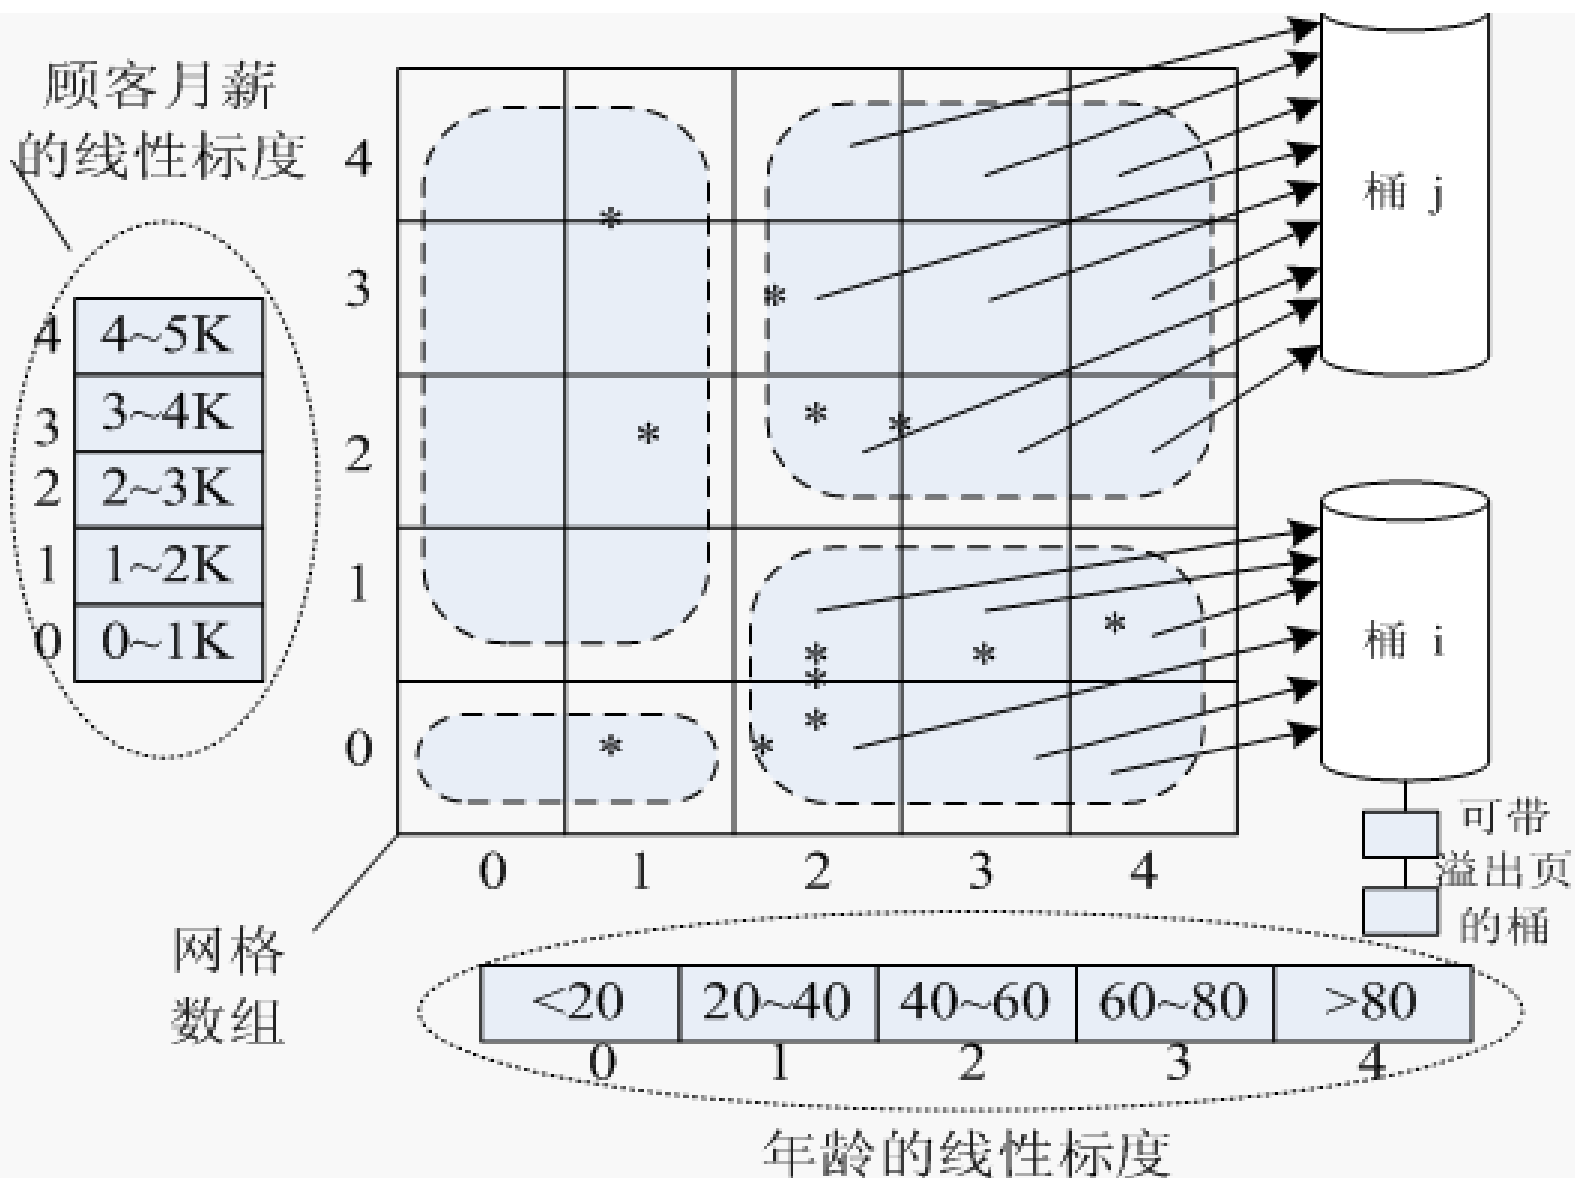 顾客月薪
的线性标度
4 4~5K
3 3~4K
2 2~3K
1 1~2K
0 0~1K
4
3
2
1
0
* * * * * * * * * * * * *
0 1 2 3 4
桶 j
桶 i
可带
溢出页
的桶
网格
数组
<20 20~40 40~60 60~80 >80
0 1 2 3 4
年龄的线性标度